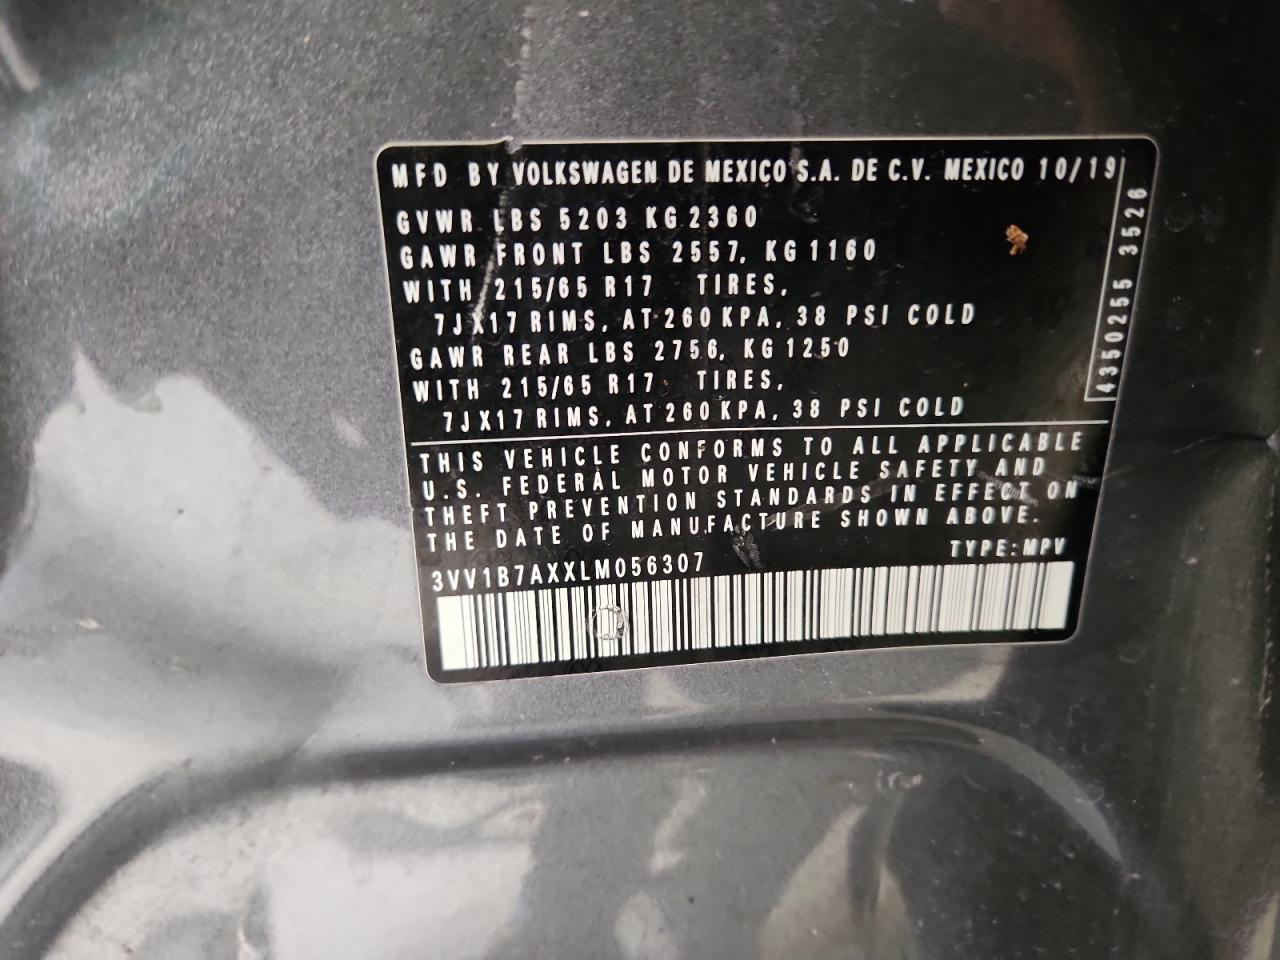 MFD BY VOLKSWAGEN DE MEXICO S.A. DE C.V. MEXICO 10/19
GVWR LBS 5203 KG 2360
GAWR FRONT LBS 2557, KG 1160
WITH 215/65 R17 TIRES,
7JX17 RIMS, AT 260 KPA, 38 PSI COLD
GAWR REAR LBS 2756, KG 1250
WITH 215/65 R17 TIRES,
7JX17 RIMS, AT 260 KPA, 38 PSI COLD
4350255 3526
THIS VEHICLE CONFORMS TO ALL APPLICABLE
U.S. FEDERAL MOTOR VEHICLE SAFETY AND
THEFT PREVENTION STANDARDS IN EFFECT ON
THE DATE OF MANUFACTURE SHOWN ABOVE.
TYPE: MPV
3VV1B7AXXLM056307